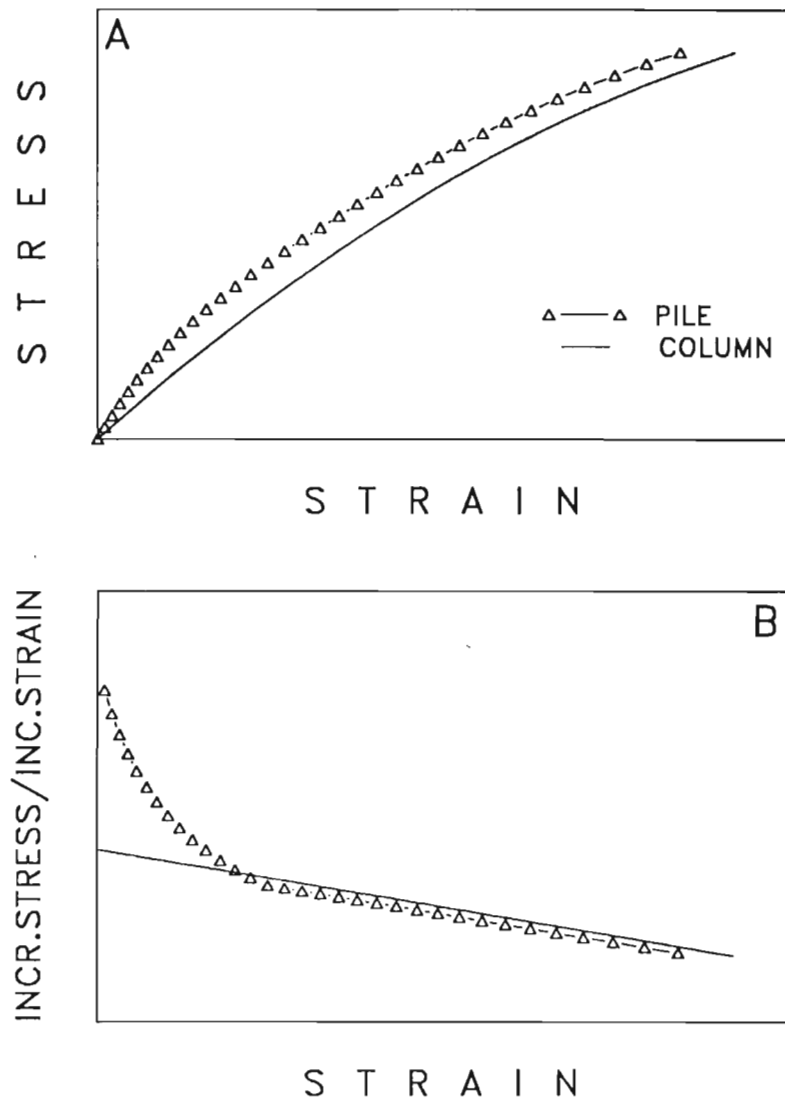 A
STRESS
△——△ PILE
—— COLUMN
STRAIN
B
INCR.STRESS/INC.STRAIN
STRAIN